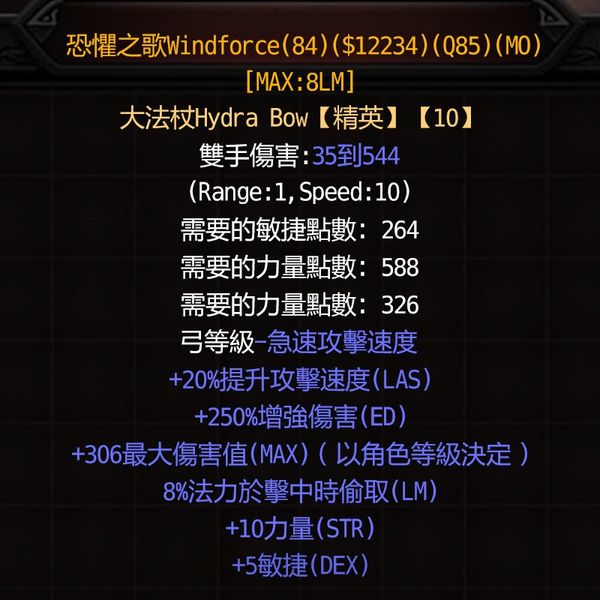 恐懼之歌Windforce(84)($12234)(Q85)(MO)
[MAX:8LM]
大法杖Hydra Bow【精英】【10】
雙手傷害:35到544
(Range:1,Speed:10)
需要的敏捷點數: 264
需要的力量點數: 588
需要的力量點數: 326
弓等級-急速攻擊速度
+20%提升攻擊速度(LAS)
+250%增強傷害(ED)
+306最大傷害值(MAX)（以角色等級決定）
8%法力於擊中時偷取(LM)
+10力量(STR)
+5敏捷(DEX)